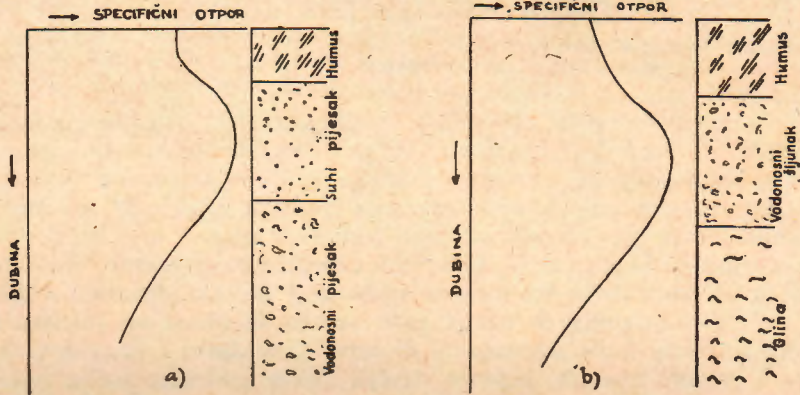 → SPECIFIČNI OTPOR
DUBINA
Humus
Suhi pijesak
Vodonosni pijesak
a)
→ SPECIFIČNI OTPOR
DUBINA
Humus
Vodonosni
šljunak
Glina
b)